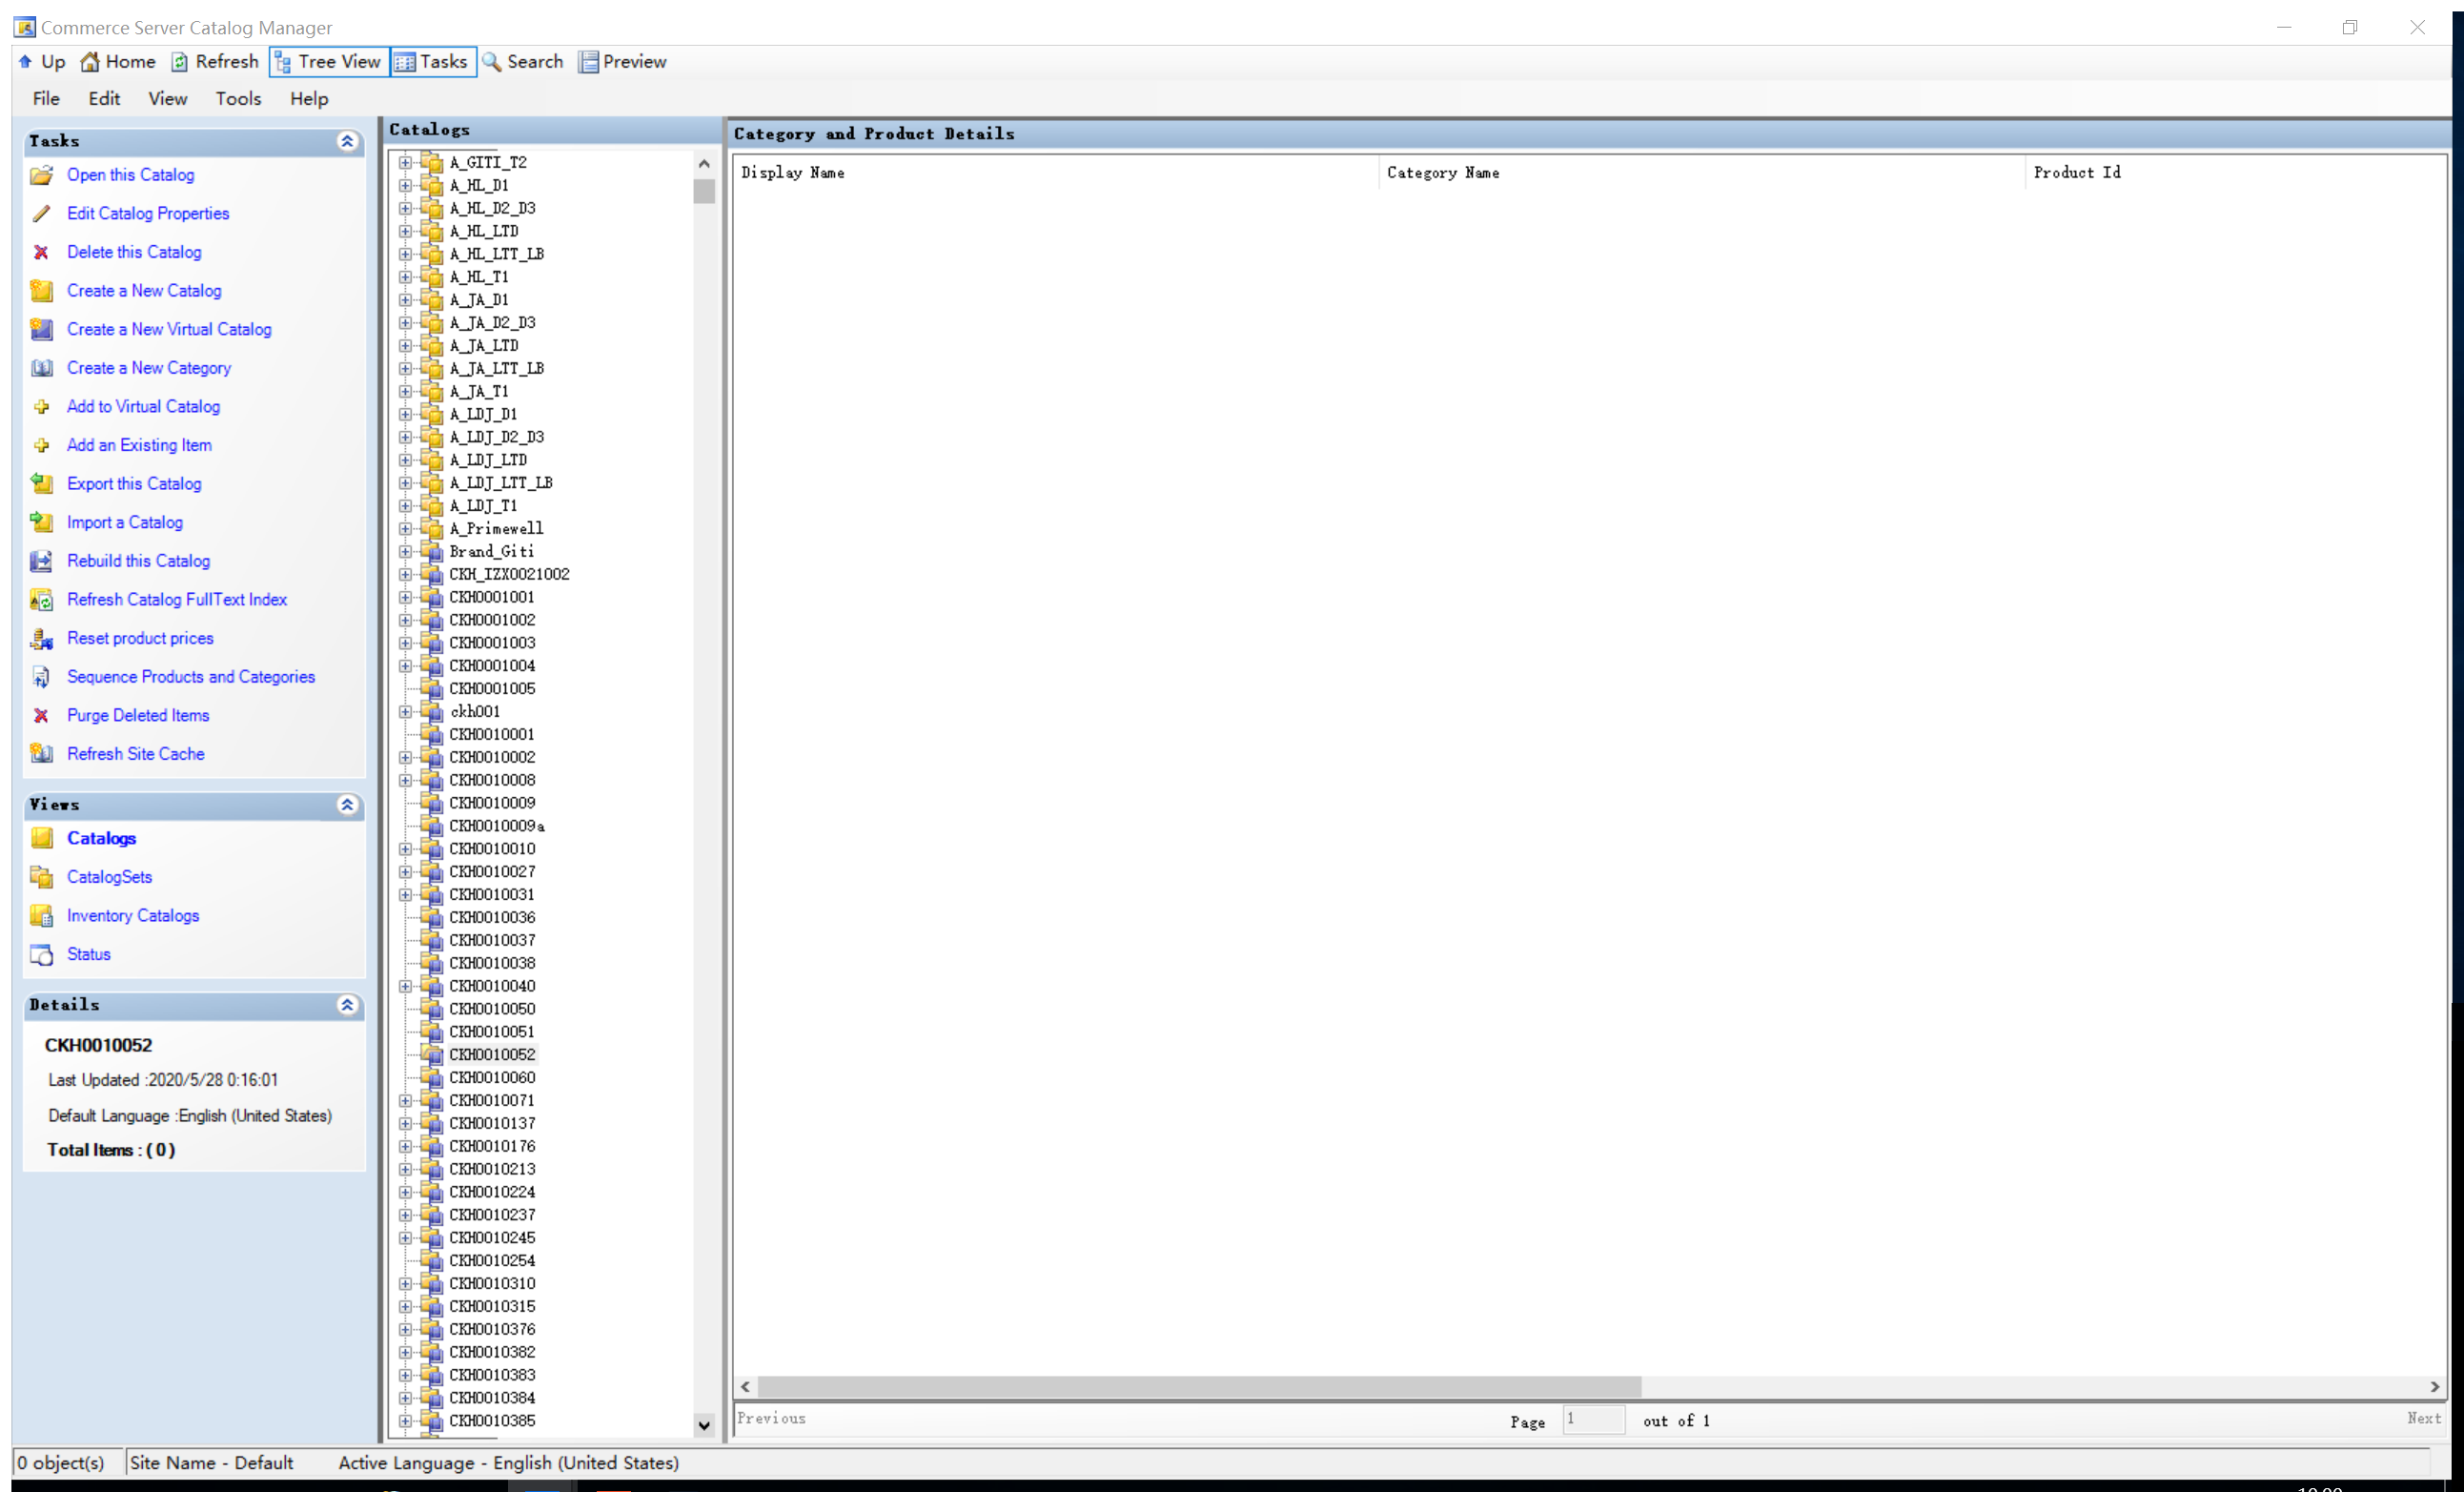 Commerce Server Catalog Manager
Up Home Refresh Tree View Tasks Search Preview
File Edit View Tools Help
Tasks
Open this Catalog
Edit Catalog Properties
Delete this Catalog
Create a New Catalog
Create a New Virtual Catalog
Create a New Category
Add to Virtual Catalog
Add an Existing Item
Export this Catalog
Import a Catalog
Rebuild this Catalog
Refresh Catalog FullText Index
Reset product prices
Sequence Products and Categories
Purge Deleted Items
Refresh Site Cache
Views
Catalogs
CatalogSets
Inventory Catalogs
Status
Details
CKH0010052
Last Updated :2020/5/28 0:16:01
Default Language :English (United States)
Total Items : ( 0 )
Catalogs
A_GITI_T2
A_HL_D1
A_HL_D2_D3
A_HL_LTD
A_HL_LTT_LB
A_HL_T1
A_JA_D1
A_JA_D2_D3
A_JA_LTD
A_JA_LTT_LB
A_JA_T1
A_LDJ_D1
A_LDJ_D2_D3
A_LDJ_LTD
A_LDJ_LTT_LB
A_LDJ_T1
A_Primewell
Brand_Giti
CKH_IZX0021002
CKH0001001
CKH0001002
CKH0001003
CKH0001004
CKH0001005
ckh001
CKH0010001
CKH0010002
CKH0010008
CKH0010009
CKH0010009a
CKH0010010
CKH0010027
CKH0010031
CKH0010036
CKH0010037
CKH0010038
CKH0010040
CKH0010050
CKH0010051
CKH0010052
CKH0010060
CKH0010071
CKH0010137
CKH0010176
CKH0010213
CKH0010224
CKH0010237
CKH0010245
CKH0010254
CKH0010310
CKH0010315
CKH0010376
CKH0010382
CKH0010383
CKH0010384
CKH0010385
Category and Product Details
Display Name Category Name Product Id
Previous Page 1 out of 1 Next
0 object(s) Site Name - Default Active Language - English (United States)